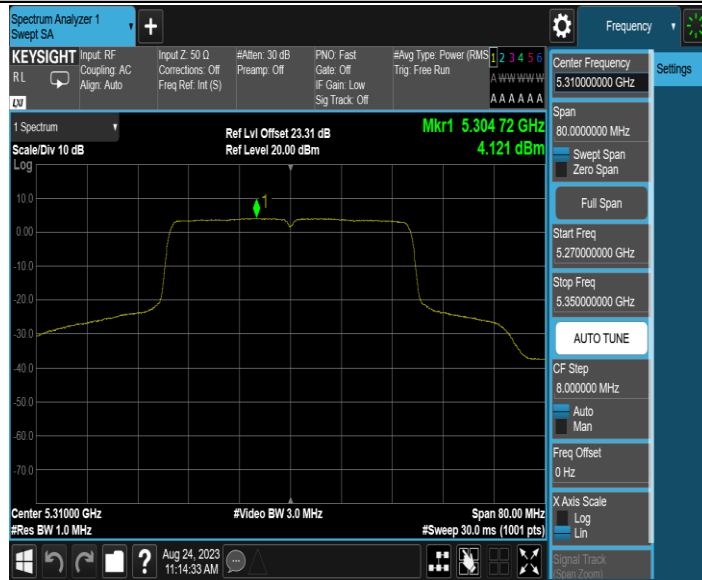 Spectrum Analyzer 1
Swept SA
Frequency
KEYSIGHT
RL
LXI
Input: RF
Coupling: AC
Align: Auto
Input Z: 50 Ω
Corrections: Off
Freq Ref: Int (S)
#Atten: 30 dB
Preamp: Off
PNO: Fast
Gate: Off
IF Gain: Low
Sig Track: Off
#Avg Type: Power (RMS
Trig: Free Run
1 2 3 4 5 6
A W W W W W
A A A A A A
Center Frequency
5.310000000 GHz
Settings
Span
80.0000000 MHz
Swept Span
Zero Span
Full Span
Start Freq
5.270000000 GHz
Stop Freq
5.350000000 GHz
AUTO TUNE
CF Step
8.000000 MHz
Auto
Man
Freq Offset
0 Hz
X Axis Scale
Log
Lin
Signal Track
(Span Zoom)
1 Spectrum
Scale/Div 10 dB
Log
Ref Lvl Offset 23.31 dB
Ref Level 20.00 dBm
Mkr1 5.304 72 GHz
4.121 dBm
1
10.0
0.00
-10.0
-20.0
-30.0
-40.0
-50.0
-60.0
-70.0
Center 5.31000 GHz
#Res BW 1.0 MHz
#Video BW 3.0 MHz
Span 80.00 MHz
#Sweep 30.0 ms (1001 pts)
?
Aug 24, 2023
11:14:33 AM